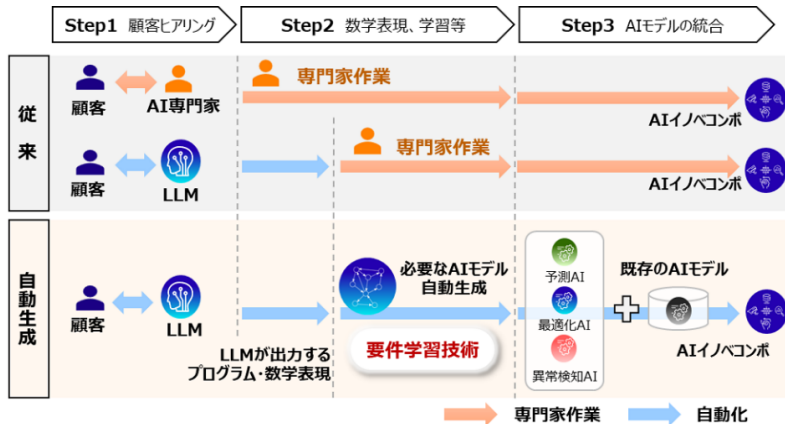 Step1 顧客ヒアリング
Step2 数学表現、学習等
Step3 AIモデルの統合
従来
顧客
AI専門家
専門家作業
AIイノベコンポ
顧客
LLM
専門家作業
AIイノベコンポ
自動生成
顧客
LLM
LLMが出力する
プログラム・数学表現
必要なAIモデル
自動生成
要件学習技術
予測AI
最適化AI
異常検知AI
既存のAIモデル
AIイノベコンポ
専門家作業
自動化